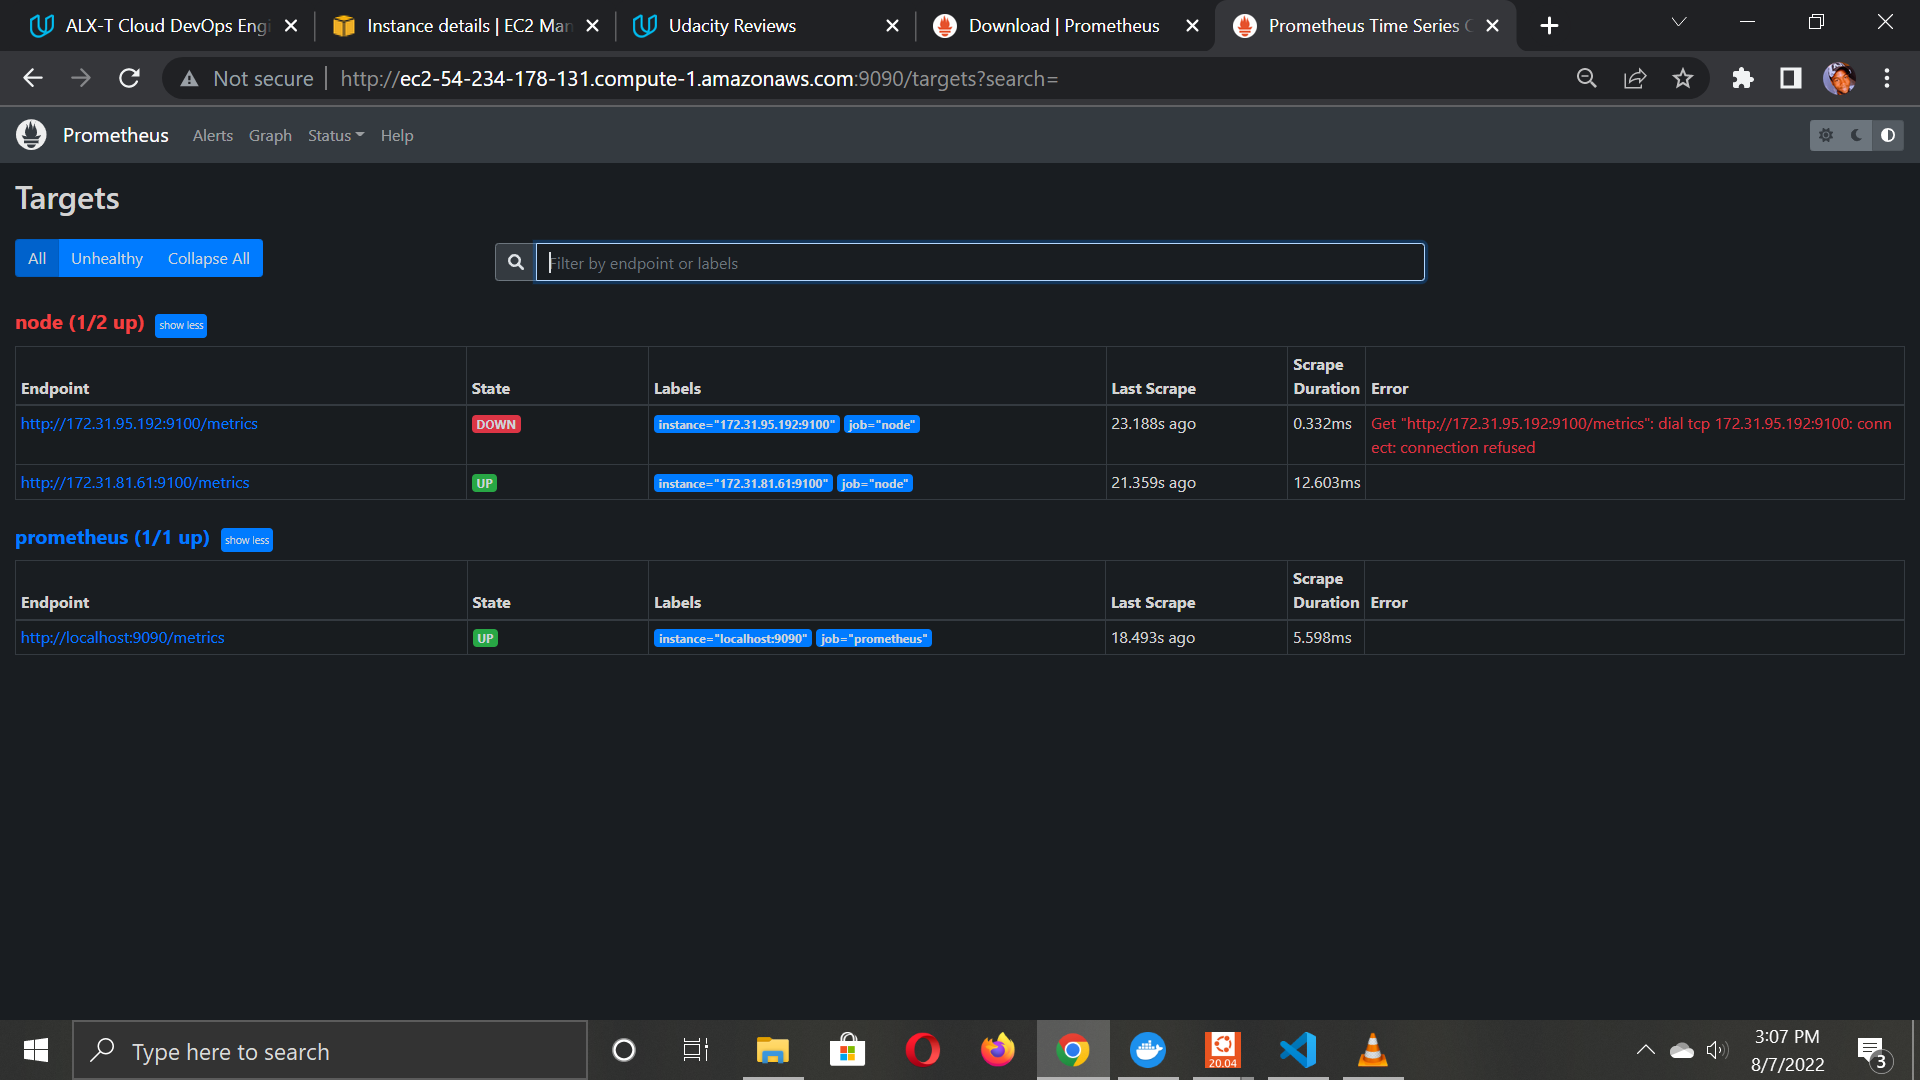 ALX-T Cloud DevOps Engi
Instance details | EC2 Man
Udacity Reviews
Download | Prometheus
Prometheus Time Series C
Not secure
http://ec2-54-234-178-131.compute-1.amazonaws.com:9090/targets?search=
Prometheus Alerts Graph Status Help
Targets
All Unhealthy Collapse All
Filter by endpoint or labels
node (1/2 up) show less
Endpoint State Labels Last Scrape Scrape Duration Error
http://172.31.95.192:9100/metrics DOWN instance="172.31.95.192:9100" job="node" 23.188s ago 0.332ms Get "http://172.31.95.192:9100/metrics": dial tcp 172.31.95.192:9100: conn
ect: connection refused
http://172.31.81.61:9100/metrics UP instance="172.31.81.61:9100" job="node" 21.359s ago 12.603ms
prometheus (1/1 up) show less
Endpoint State Labels Last Scrape Scrape Duration Error
http://localhost:9090/metrics UP instance="localhost:9090" job="prometheus" 18.493s ago 5.598ms
Type here to search
20.04
3:07 PM
8/7/2022
3